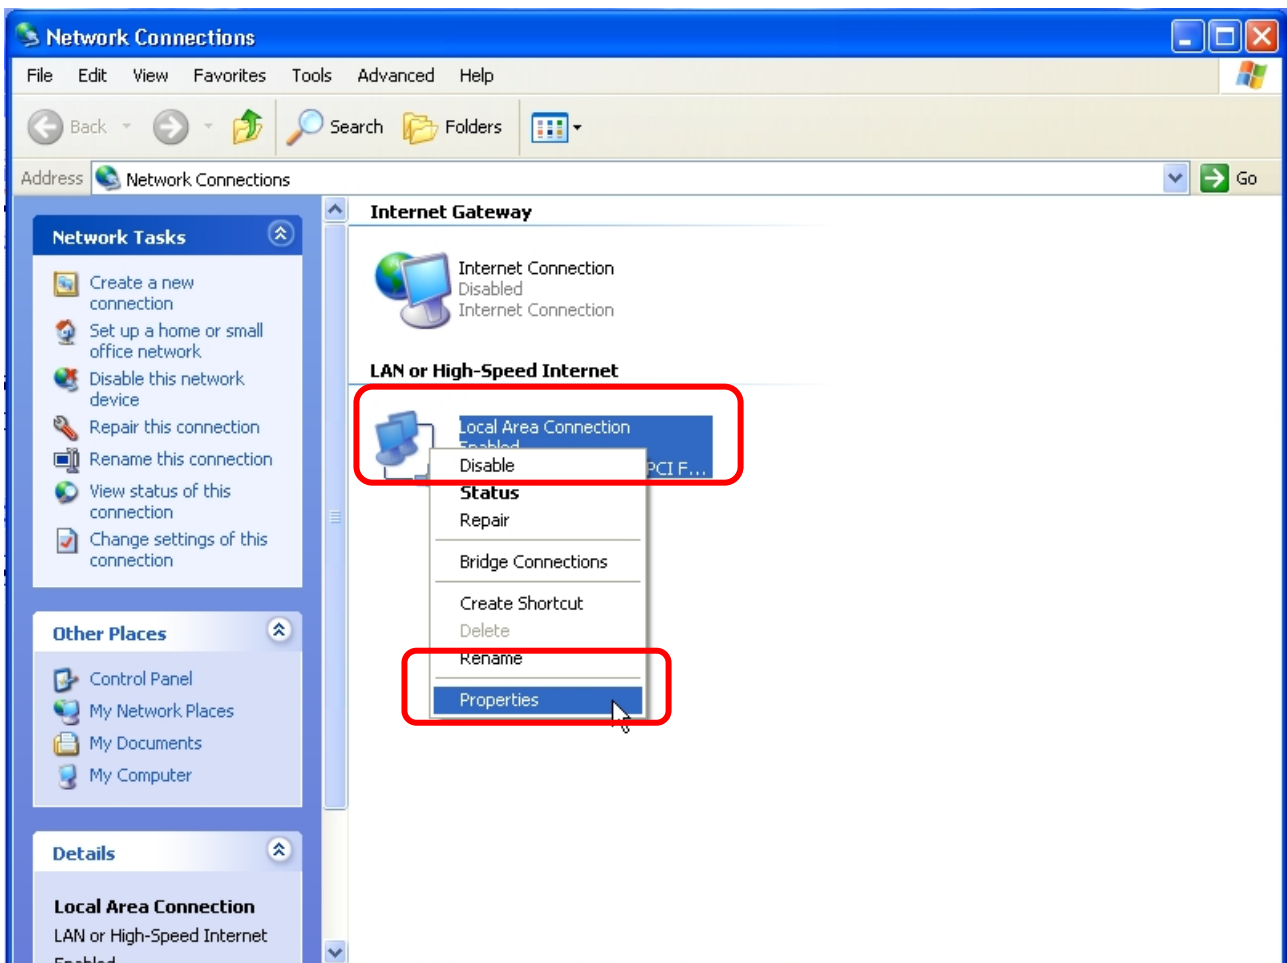 Network Connections
File Edit View Favorites Tools Advanced Help
Back Search Folders
Address Network Connections Go
Network Tasks
Create a new
connection
Set up a home or small
office network
Disable this network
device
Repair this connection
Rename this connection
View status of this
connection
Change settings of this
connection
Other Places
Control Panel
My Network Places
My Documents
My Computer
Details
Local Area Connection
LAN or High-Speed Internet
Enabled
Internet Gateway
Internet Connection
Disabled
Internet Connection
LAN or High-Speed Internet
Local Area Connection
Enabled
PCI F...
Disable
Status
Repair
Bridge Connections
Create Shortcut
Delete
Rename
Properties